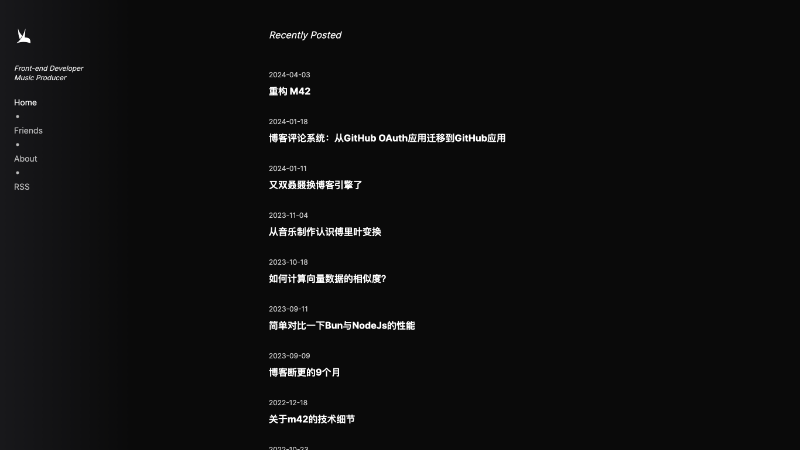 Front-end Developer
Music Producer
Home
•
Friends
•
About
•
RSS
Recently Posted
2024-04-03
重构 M42
2024-01-18
博客评论系统：从GitHub OAuth应用迁移到GitHub应用
2024-01-11
又双叒叕换博客引擎了
2023-11-04
从音乐制作认识傅里叶变换
2023-10-18
如何计算向量数据的相似度?
2023-09-11
简单对比一下Bun与NodeJs的性能
2023-09-09
博客断更的9个月
2022-12-18
关于m42的技术细节
2022-10-23